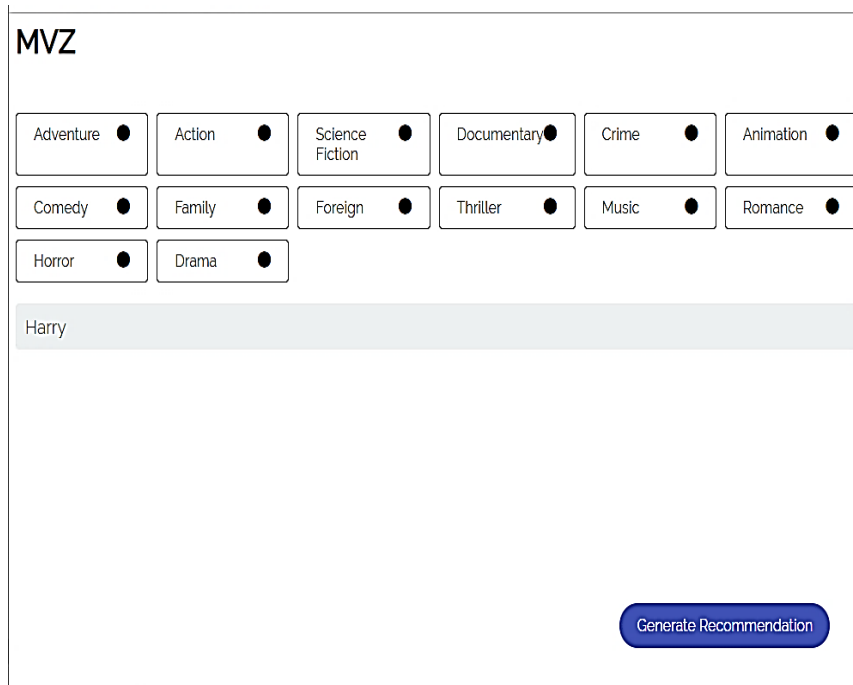 MVZ
Adventure Action Science Fiction Documentary Crime Animation
Comedy Family Foreign Thriller Music Romance
Horror Drama
Harry
Generate Recommendation